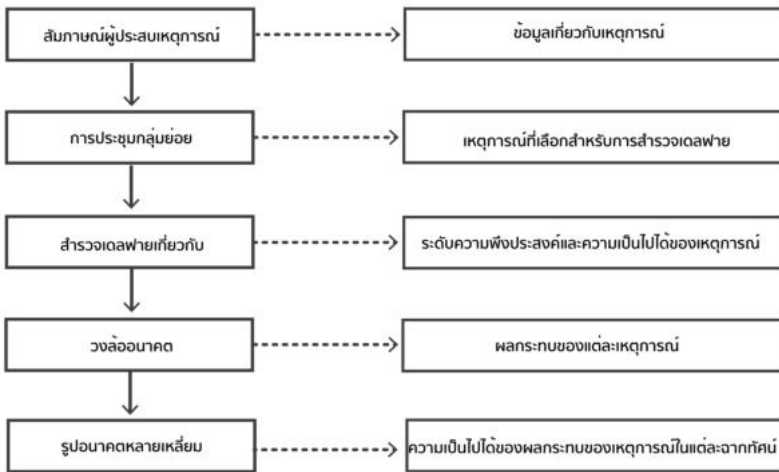 สัมภาษณ์ผู้ประสบเหตุการณ์
ข้อมูลเกี่ยวกับเหตุการณ์
การประชุมกลุ่มย่อย
เหตุการณ์ที่เลือกสำหรับการสำรวจเดลฟาย
สำรวจเดลฟายเกี่ยวกับ
ระดับความพึงประสงค์และความเป็นไปได้ของเหตุการณ์
วงล้ออนาคต
ผลกระทบของแต่ละเหตุการณ์
รูปอนาคตหลายเหลี่ยม
ความเป็นไปได้ของผลกระทบของเหตุการณ์ในแต่ละฉากทัศน์